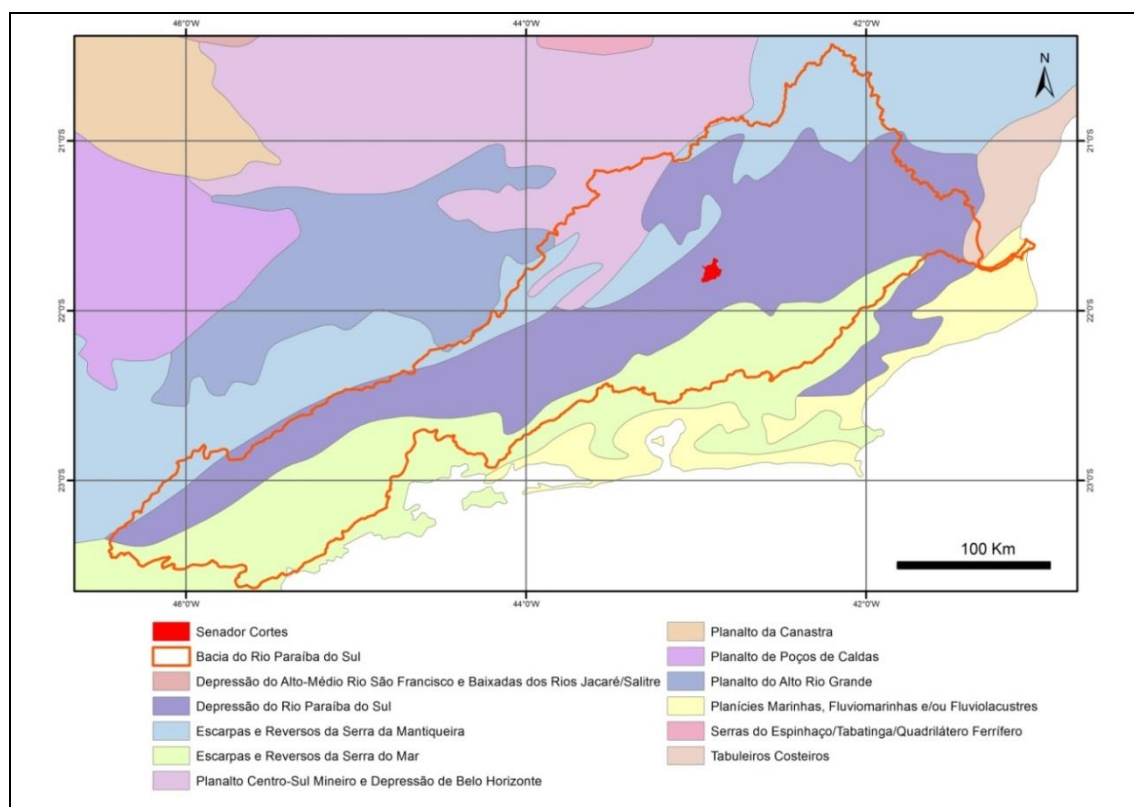 46°0'W 44°0'W 42°0'W
N
21°0'S 21°0'S
22°0'S 22°0'S
23°0'S 23°0'S
100 Km
46°0'W 44°0'W 42°0'W
Senador Cortes
Bacia do Rio Paraíba do Sul
Depressão do Alto-Médio Rio São Francisco e Baixadas dos Rios Jacaré/Salitre
Depressão do Rio Paraíba do Sul
Escarpas e Reversos da Serra da Mantiqueira
Escarpas e Reversos da Serra do Mar
Planalto Centro-Sul Mineiro e Depressão de Belo Horizonte
Planalto da Canastra
Planalto de Poços de Caldas
Planalto do Alto Rio Grande
Planícies Marinhas, Fluviomarinhas e/ou Fluviolacustres
Serras do Espinhaço/Tabatinga/Quadrilátero Ferrífero
Tabuleiros Costeiros